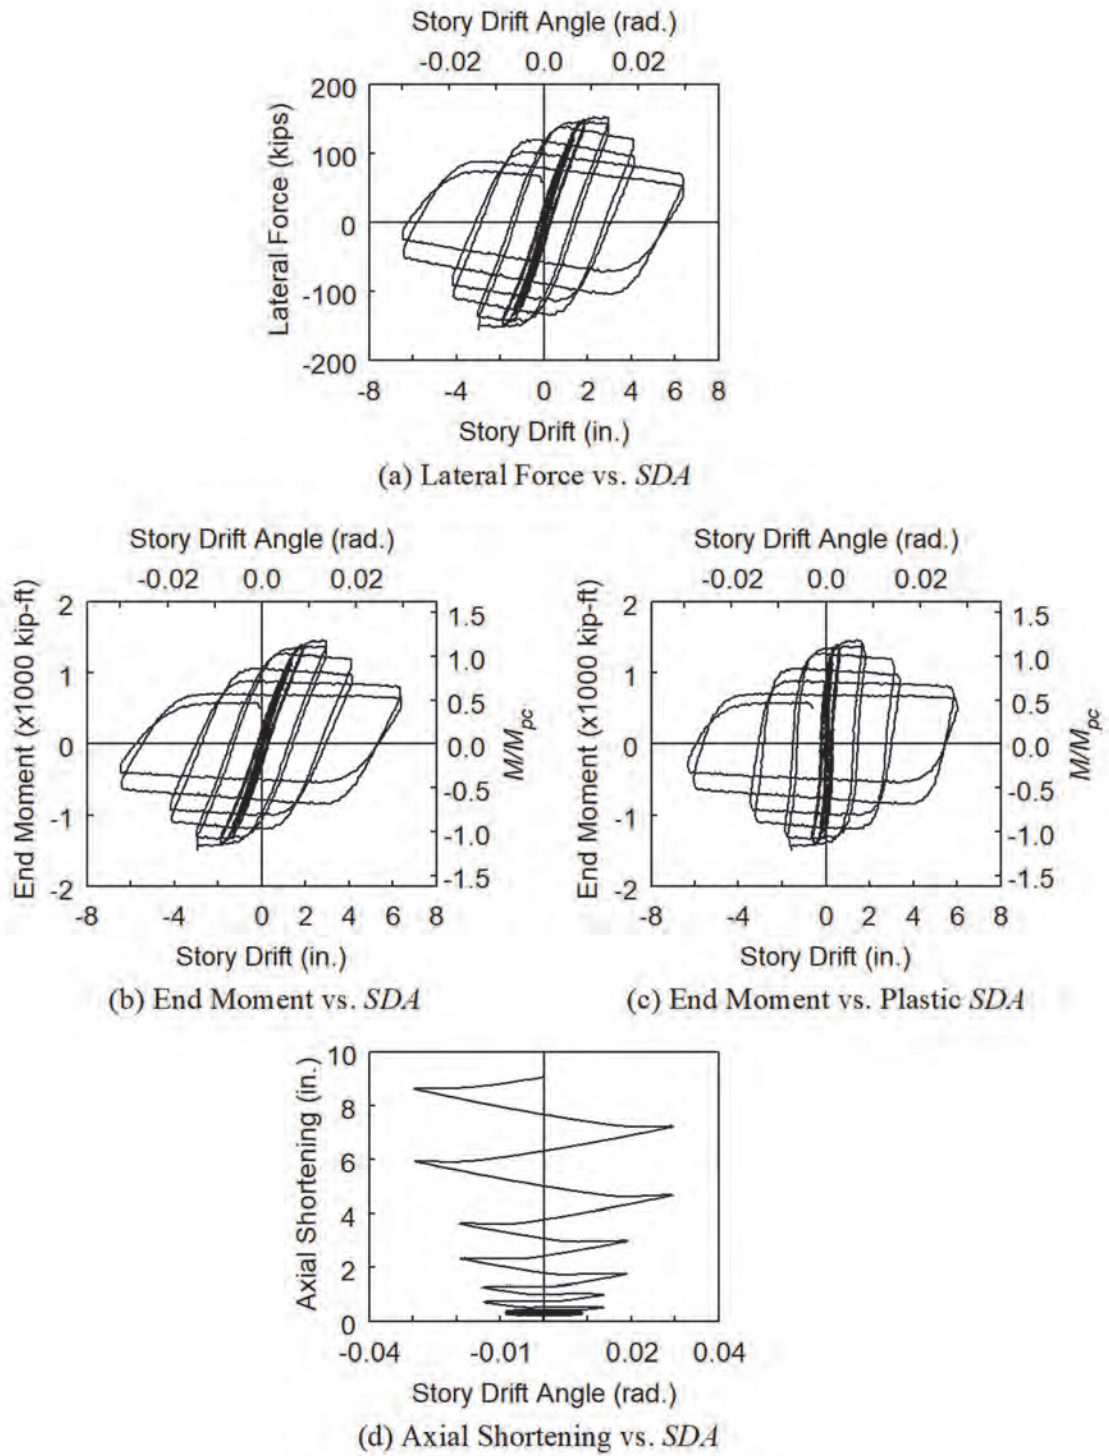 Story Drift Angle (rad.)
-0.02 0.0 0.02
Lateral Force (kips)
200
100
0
-100
-200
-8 -4 0 2 4 6 8
Story Drift (in.)
(a) Lateral Force vs. SDA
Story Drift Angle (rad.)
-0.02 0.0 0.02
End Moment (x1000 kip-ft)
2
1
0
-1
-2
1.5
1.0
0.5
0.0
-0.5
-1.0
-1.5
M/Mpc
-8 -4 0 2 4 6 8
Story Drift (in.)
(b) End Moment vs. SDA
Story Drift Angle (rad.)
-0.02 0.0 0.02
End Moment (x1000 kip-ft)
2
1
0
-1
-2
1.5
1.0
0.5
0.0
-0.5
-1.0
-1.5
M/Mpc
-8 -4 0 2 4 6 8
Story Drift (in.)
(c) End Moment vs. Plastic SDA
Axial Shortening (in.)
10
8
6
4
2
0
-0.04 -0.01 0.02 0.04
Story Drift Angle (rad.)
(d) Axial Shortening vs. SDA